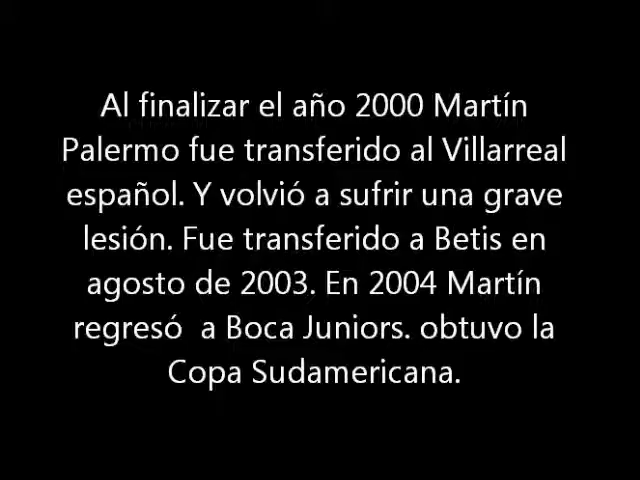 Al finalizar el año 2000 Martín
Palermo fue transferido al Villarreal
español. Y volvió a sufrir una grave
lesión. Fue transferido a Betis en
agosto de 2003. En 2004 Martín
regresó  a Boca Juniors. obtuvo la
Copa Sudamericana.